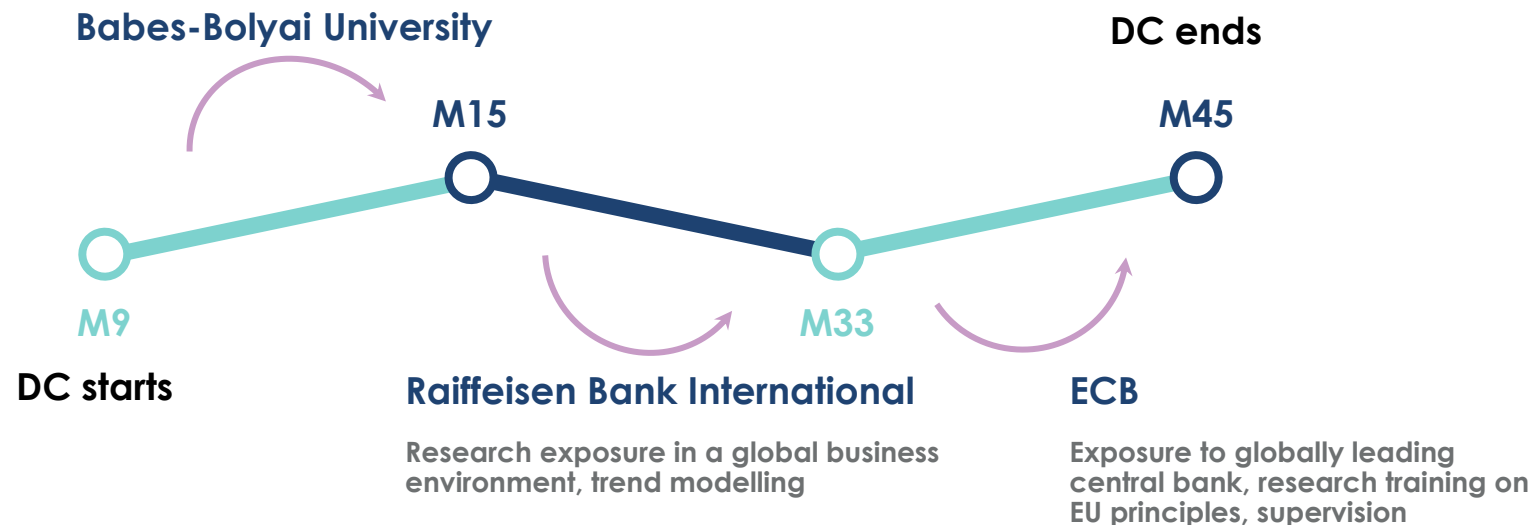 Babes-Bolyai University
DC ends
M15
M45
M9
M33
DC starts
Raiffeisen Bank International
Research exposure in a global business
environment, trend modelling
ECB
Exposure to globally leading
central bank, research training on
EU principles, supervision